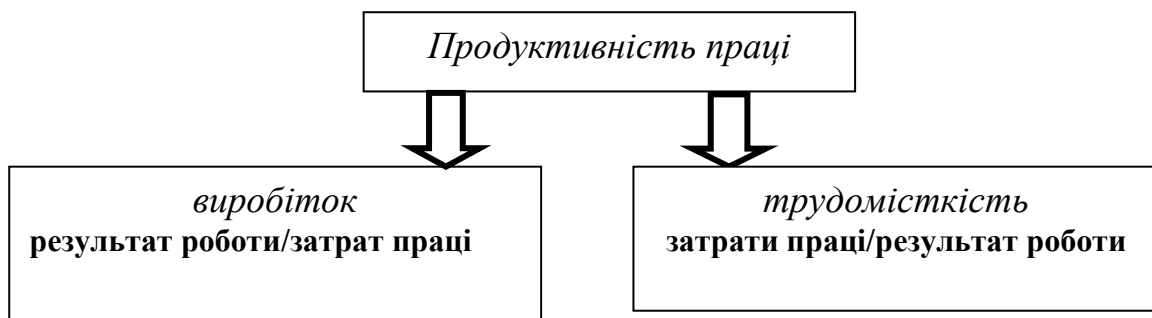 Продуктивність праці
виробіток
результат роботи/затрат праці
трудомісткість
затрати праці/результат роботи